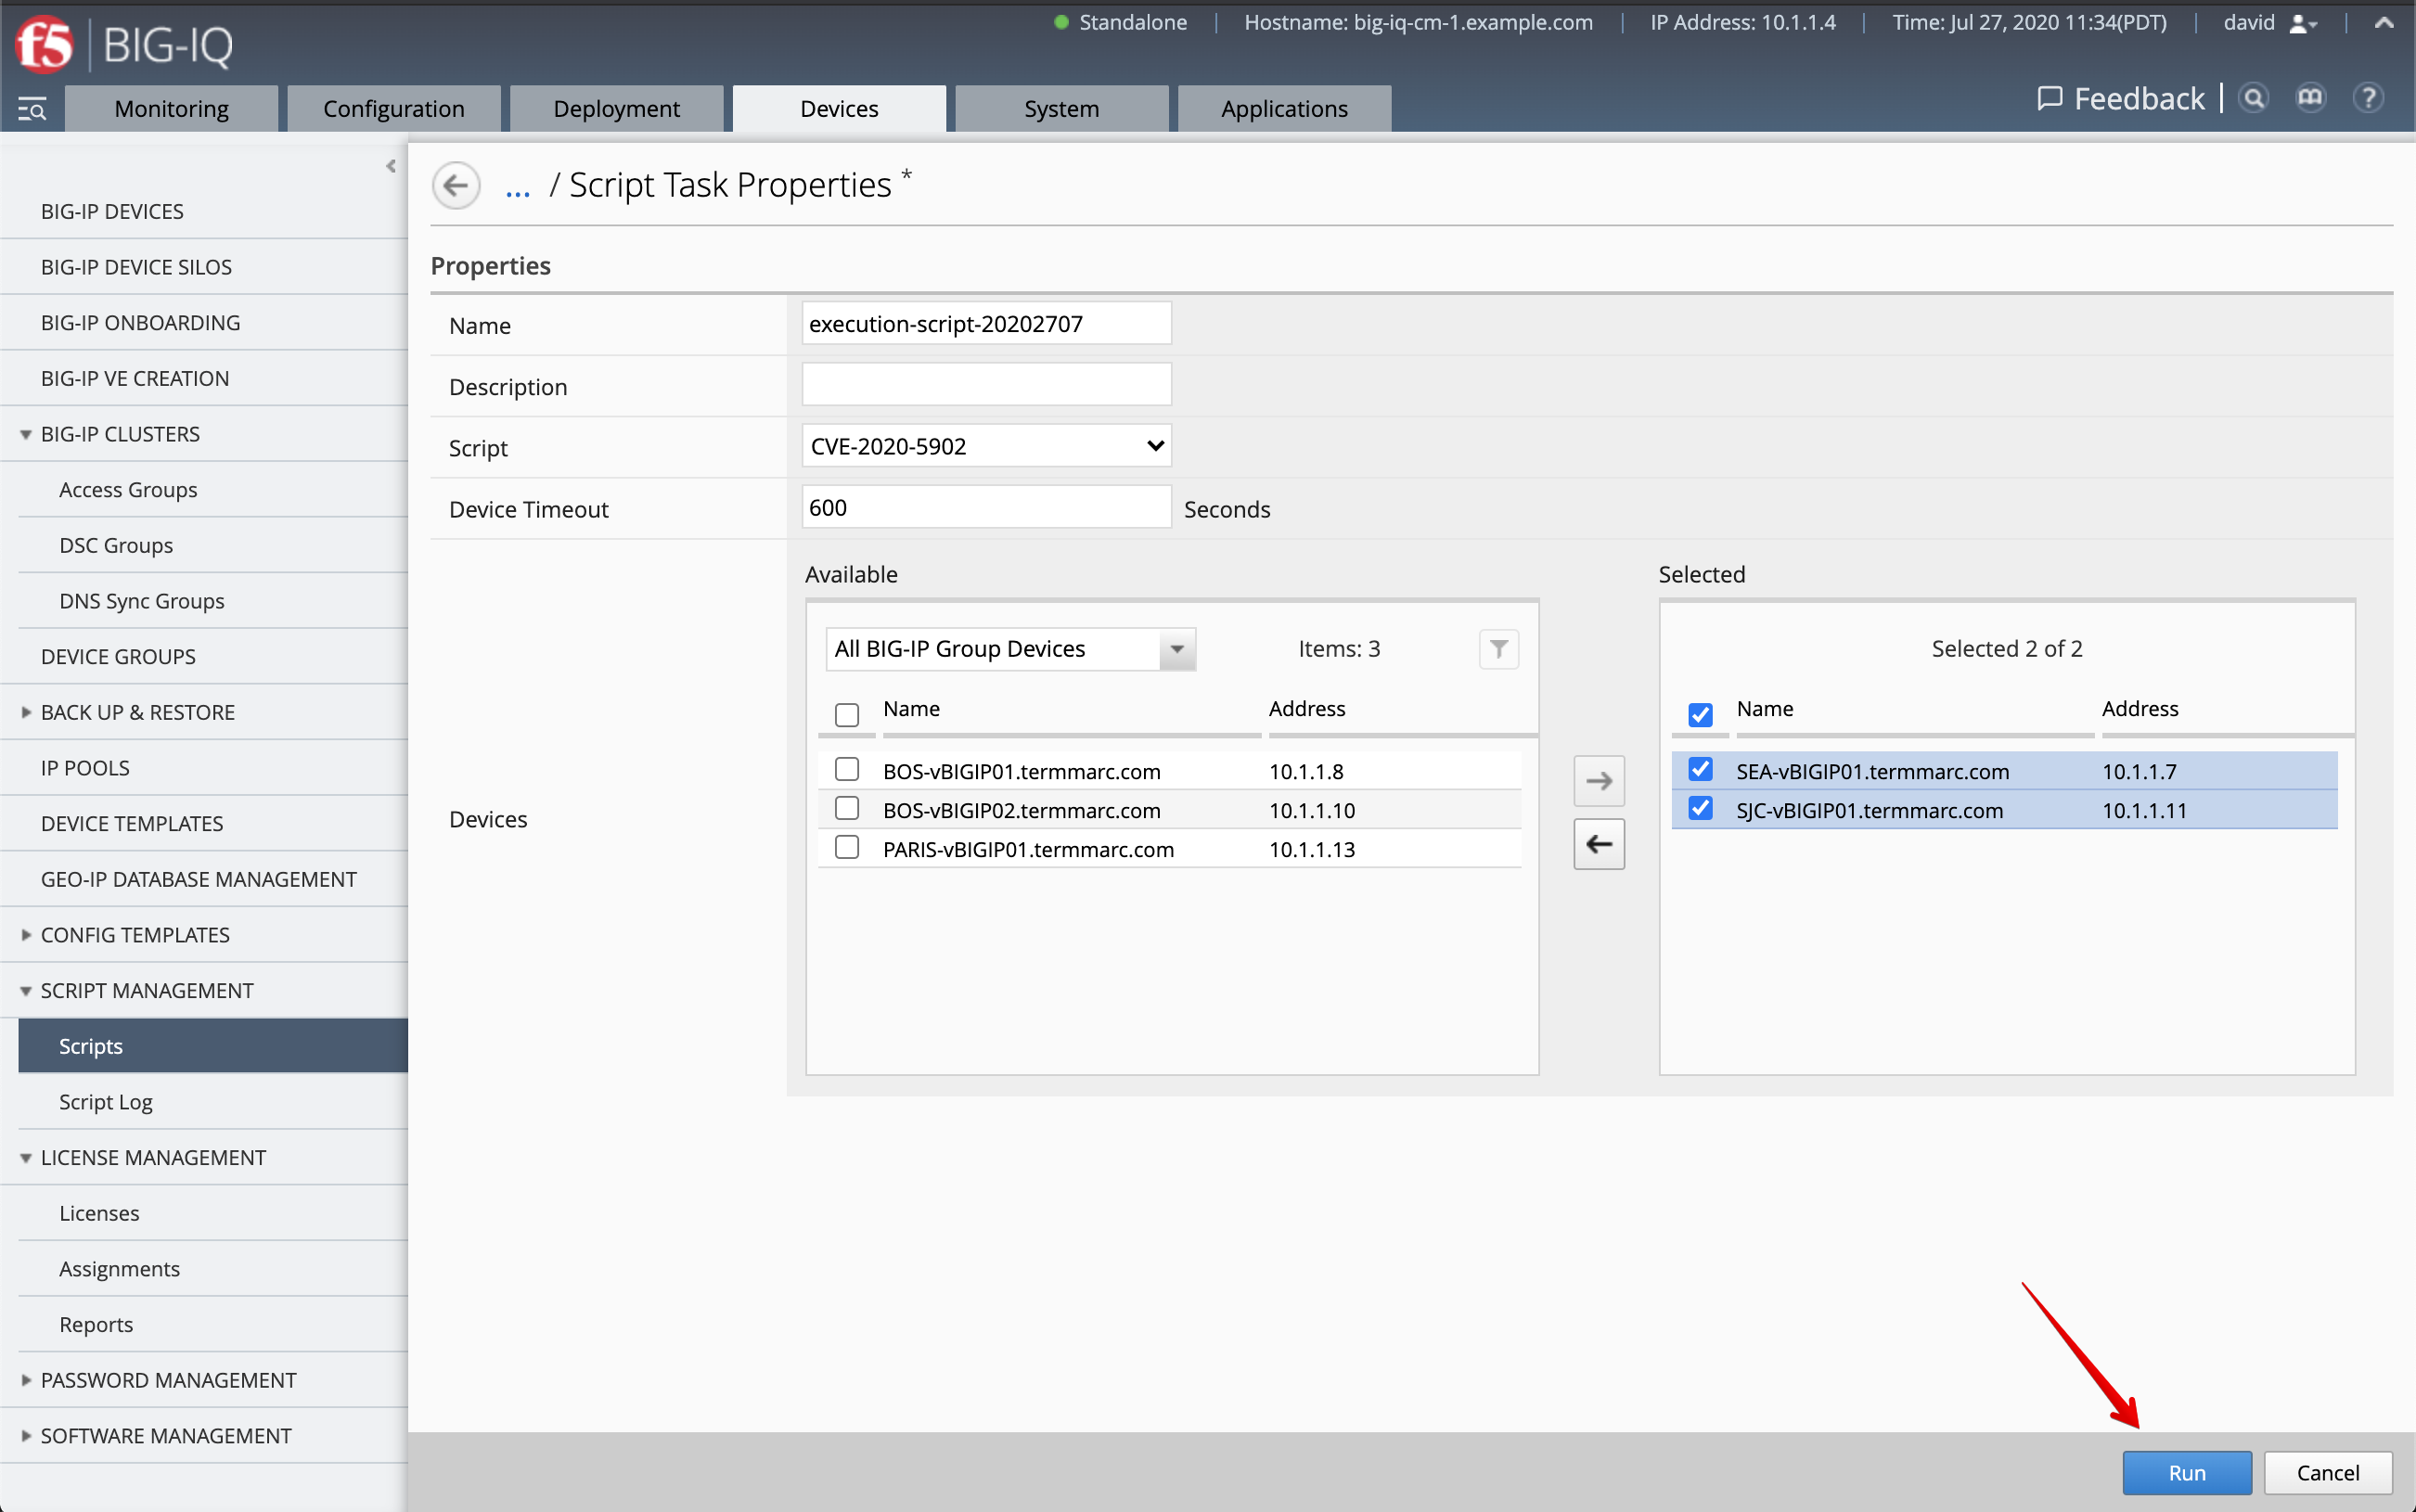 f5 BIG-IQ
Standalone | Hostname: big-iq-cm-1.example.com | IP Address: 10.1.1.4 | Time: Jul 27, 2020 11:34(PDT) | david
Monitoring Configuration Deployment Devices System Applications Feedback | ?
... / Script Task Properties *
BIG-IP DEVICES
BIG-IP DEVICE SILOS
BIG-IP ONBOARDING
BIG-IP VE CREATION
BIG-IP CLUSTERS
Access Groups
DSC Groups
DNS Sync Groups
DEVICE GROUPS
BACK UP & RESTORE
IP POOLS
DEVICE TEMPLATES
GEO-IP DATABASE MANAGEMENT
CONFIG TEMPLATES
SCRIPT MANAGEMENT
Scripts
Script Log
LICENSE MANAGEMENT
Licenses
Assignments
Reports
PASSWORD MANAGEMENT
SOFTWARE MANAGEMENT
Properties
Name execution-script-20202707
Description
Script CVE-2020-5902
Device Timeout 600 Seconds
Devices
Available
All BIG-IP Group Devices Items: 3
Name Address
BOS-vBIGIP01.termmarc.com 10.1.1.8
BOS-vBIGIP02.termmarc.com 10.1.1.10
PARIS-vBIGIP01.termmarc.com 10.1.1.13
Selected
Selected 2 of 2
Name Address
SEA-vBIGIP01.termmarc.com 10.1.1.7
SJC-vBIGIP01.termmarc.com 10.1.1.11
Run Cancel